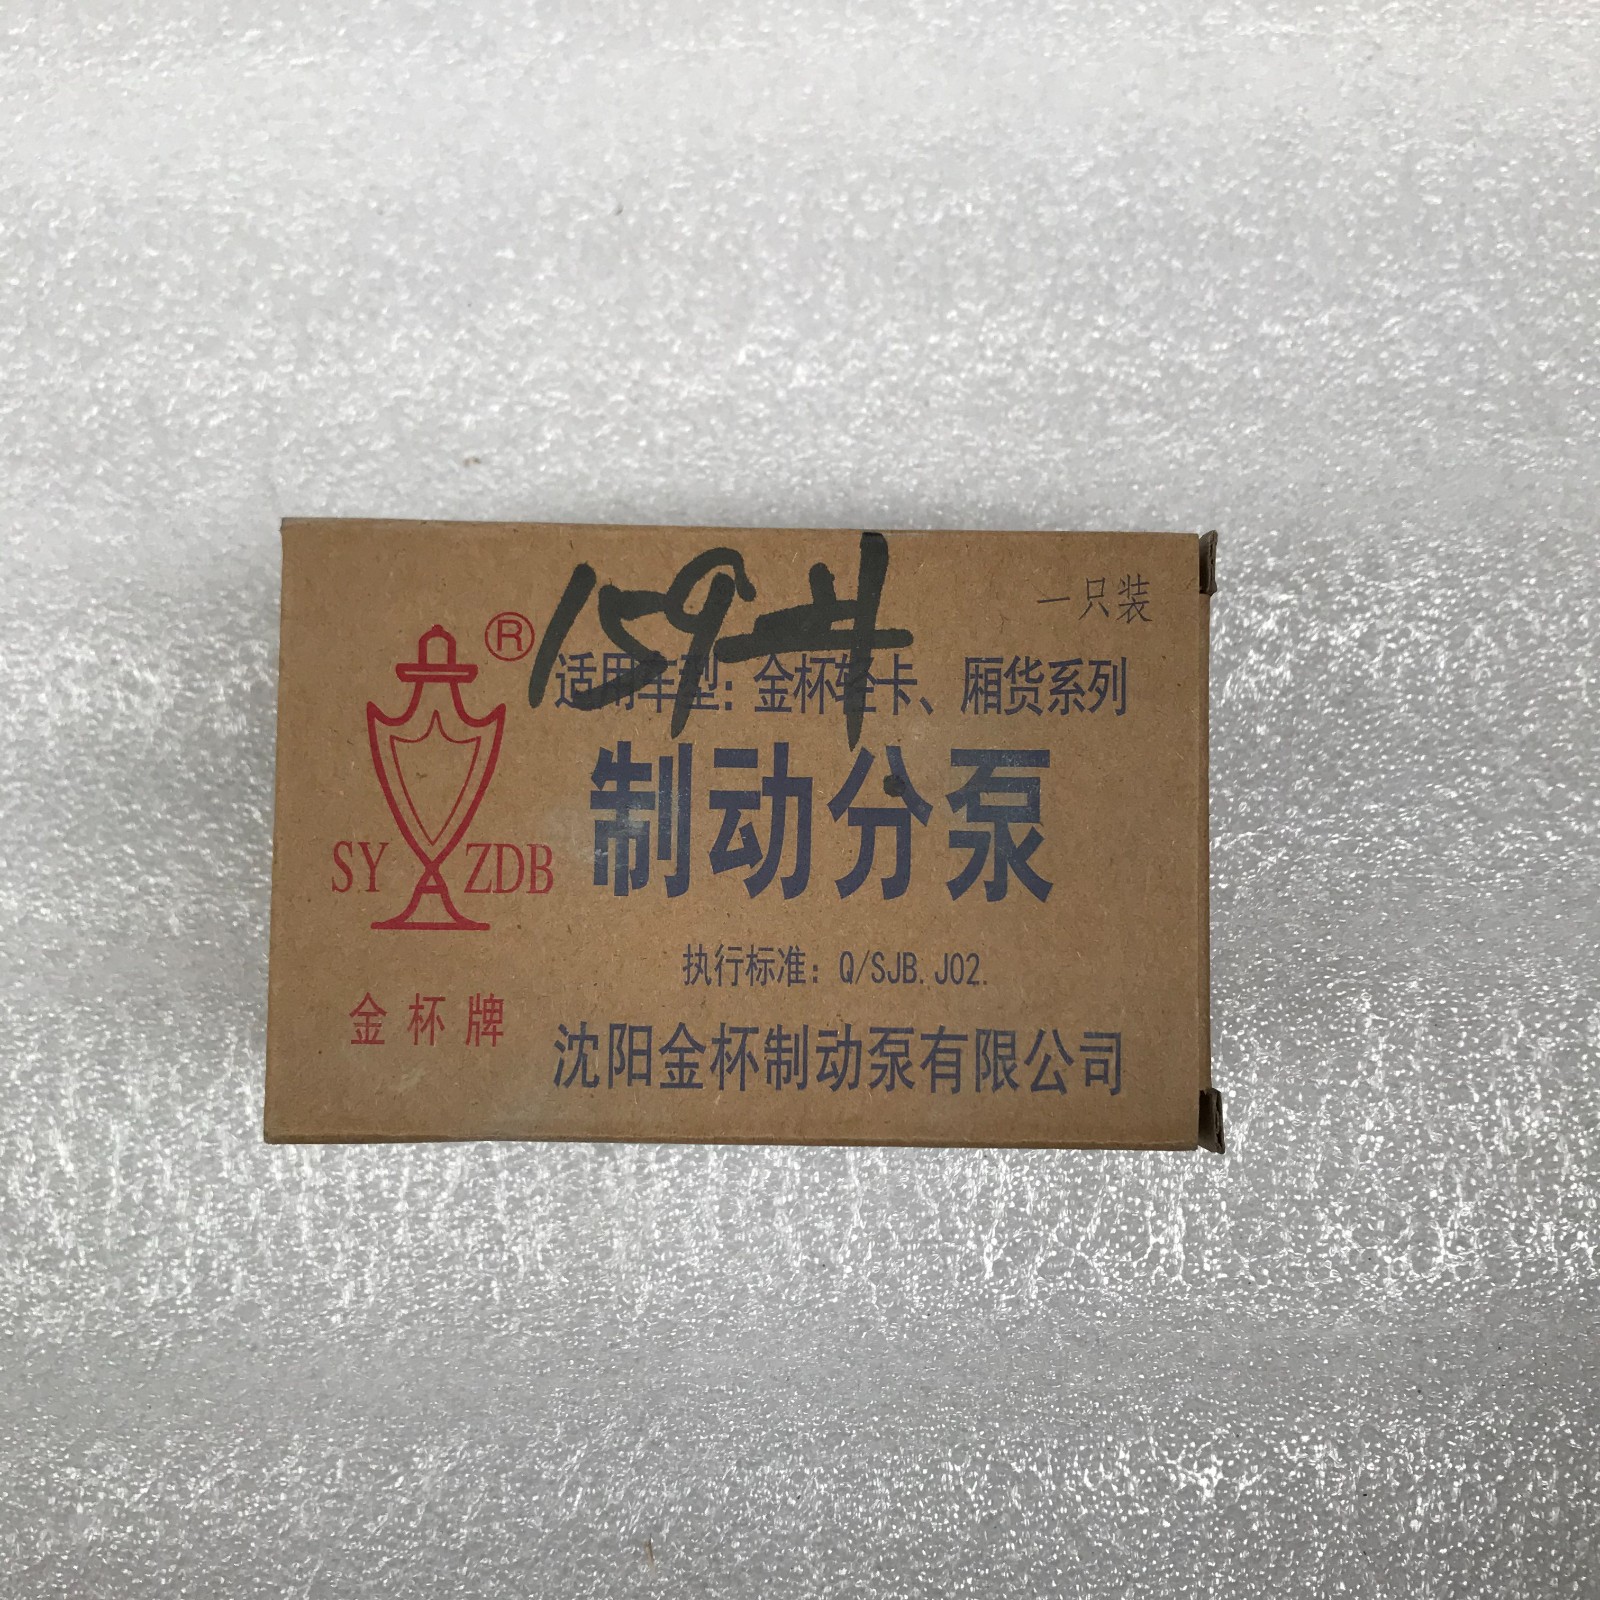 一只装
适用车型：金杯轻卡、厢货系列
制动分泵
®
SY ZDB
执行标准：Q/SJB.J02.
金杯牌
沈阳金杯制动泵有限公司